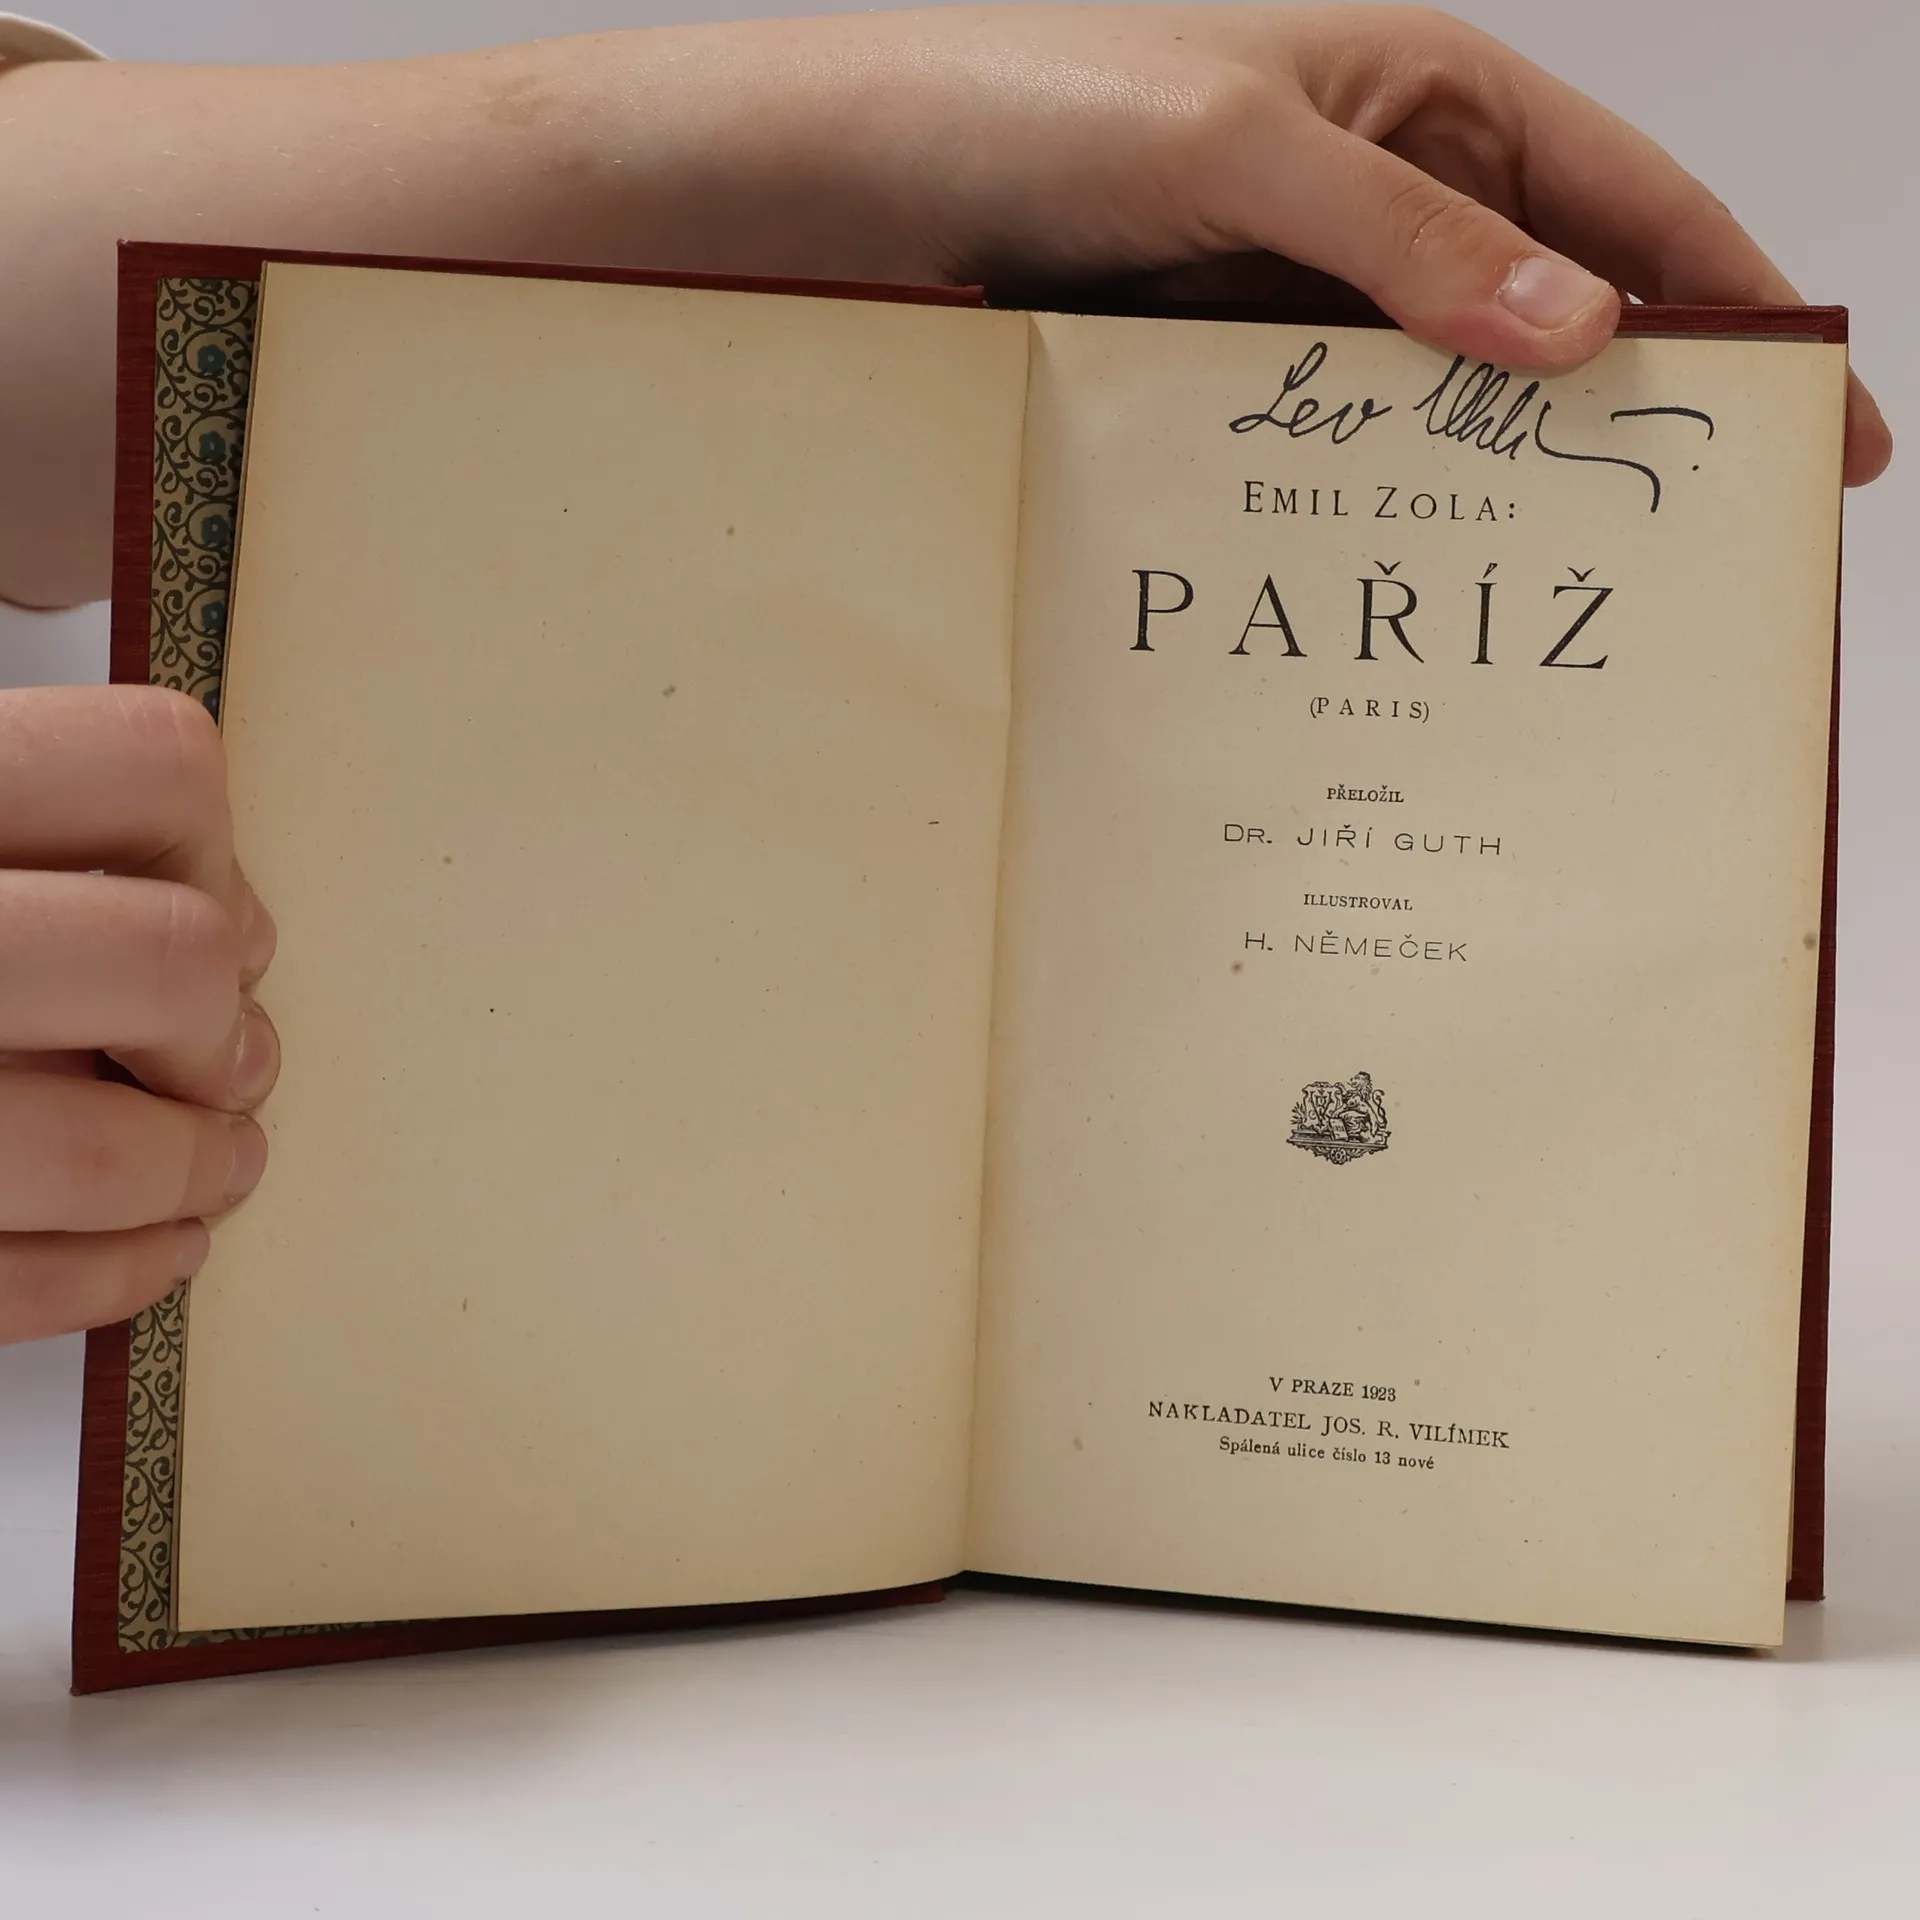 Lev Uhlíř
EMIL ZOLA:
PAŘÍŽ
(PARIS)
PŘELOŽIL
DR. JIŘÍ GUTH
ILLUSTROVAL
H. NĚMEČEK
V PRAZE 1923
NAKLADATEL JOS. R. VILÍMEK
Spálená ulice číslo 13 nové